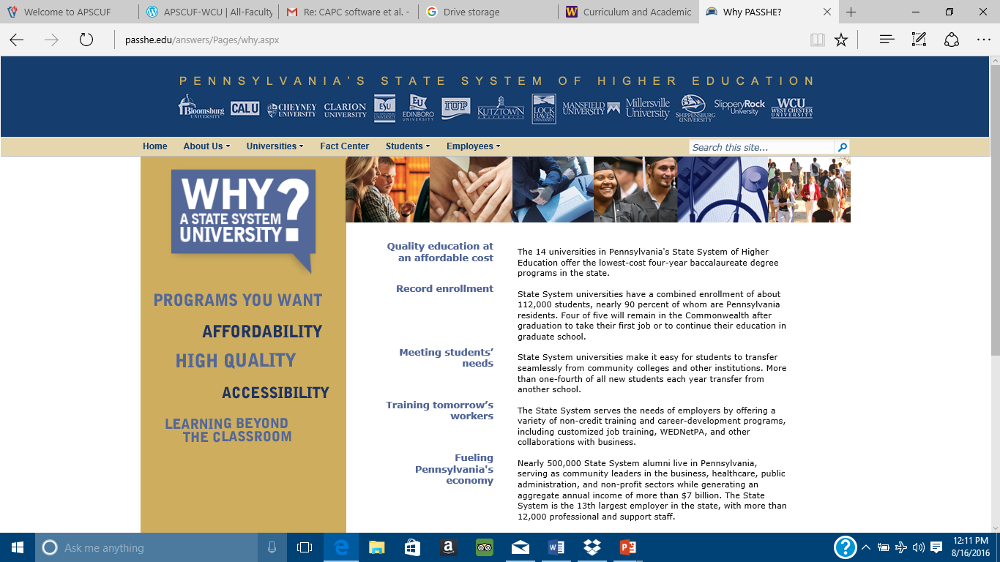 Welcome to APSCUF
APSCUF-WCU | All-Faculty
Re: CAPC software et al. -
Drive storage
Curriculum and Academic
Why PASSHE?
passhe.edu/answers/Pages/why.aspx
PENNSYLVANIA'S STATE SYSTEM OF HIGHER EDUCATION
Bloomsburg
UNIVERSITY
CAL U
CHEYNEY
UNIVERSITY
CLARION
UNIVERSITY
ESU
EU
EDINBORO
UNIVERSITY
IUP
KUTZTOWN
UNIVERSITY
LOCK
HAVEN
UNIVERSITY
MANSFIELD
UNIVERSITY
Millersville
University
SHIPPENSBURG
UNIVERSITY
SlipperyRock
University
WCU
WEST CHESTER
UNIVERSITY
Home About Us Universities Fact Center Students Employees
Search this site...
WHY?
A STATE SYSTEM
UNIVERSITY
PROGRAMS YOU WANT
AFFORDABILITY
HIGH QUALITY
ACCESSIBILITY
LEARNING BEYOND
THE CLASSROOM
Quality education at
an affordable cost
The 14 universities in Pennsylvania's State System of Higher
Education offer the lowest-cost four-year baccalaureate degree
programs in the state.
Record enrollment
State System universities have a combined enrollment of about
112,000 students, nearly 90 percent of whom are Pennsylvania
residents. Four of five will remain in the Commonwealth after
graduation to take their first job or to continue their education in
graduate school.
Meeting students’
needs
State System universities make it easy for students to transfer
seamlessly from community colleges and other institutions. More
than one-fourth of all new students each year transfer from
another school.
Training tomorrow’s
workers
The State System serves the needs of employers by offering a
variety of non-credit training and career-development programs,
including customized job training, WEDNetPA, and other
collaborations with business.
Fueling
Pennsylvania's
economy
Nearly 500,000 State System alumni live in Pennsylvania,
serving as community leaders in the business, healthcare, public
administration, and non-profit sectors while generating an
aggregate annual income of more than $7 billion. The State
System is the 13th largest employer in the state, with more than
12,000 professional and support staff.
Ask me anything
12:11 PM
8/16/2016